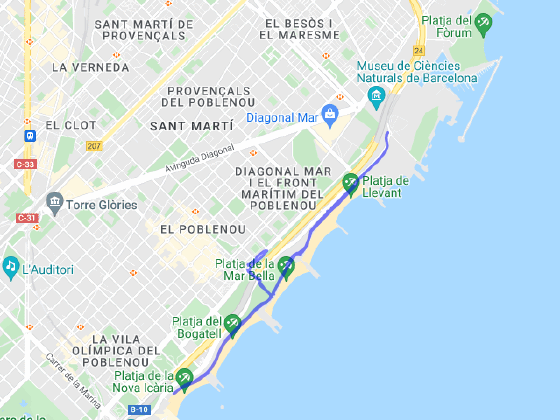 SANT MARTÍ DE
PROVENÇALS
EL BESÒS I
EL MARESME
Platja del
Fòrum
24
LA VERNEDA
Museu de Ciències
Naturals de Barcelona
PROVENÇALS
DEL POBLENOU
Diagonal Mar
EL CLOT
SANT MARTÍ
207
C-33
Avinguda Diagonal
DIAGONAL MAR
I EL FRONT
MARÍTIM DEL
POBLENOU
Platja de
Llevant
Torre Glòries
C-31
EL POBLENOU
L'Auditori
Platja de la
Mar Bella
Platja del
Bogatell
LA VILA
OLÍMPICA DEL
POBLENOU
Carrer de la Marina
Platja de la
Nova Icària
B-10